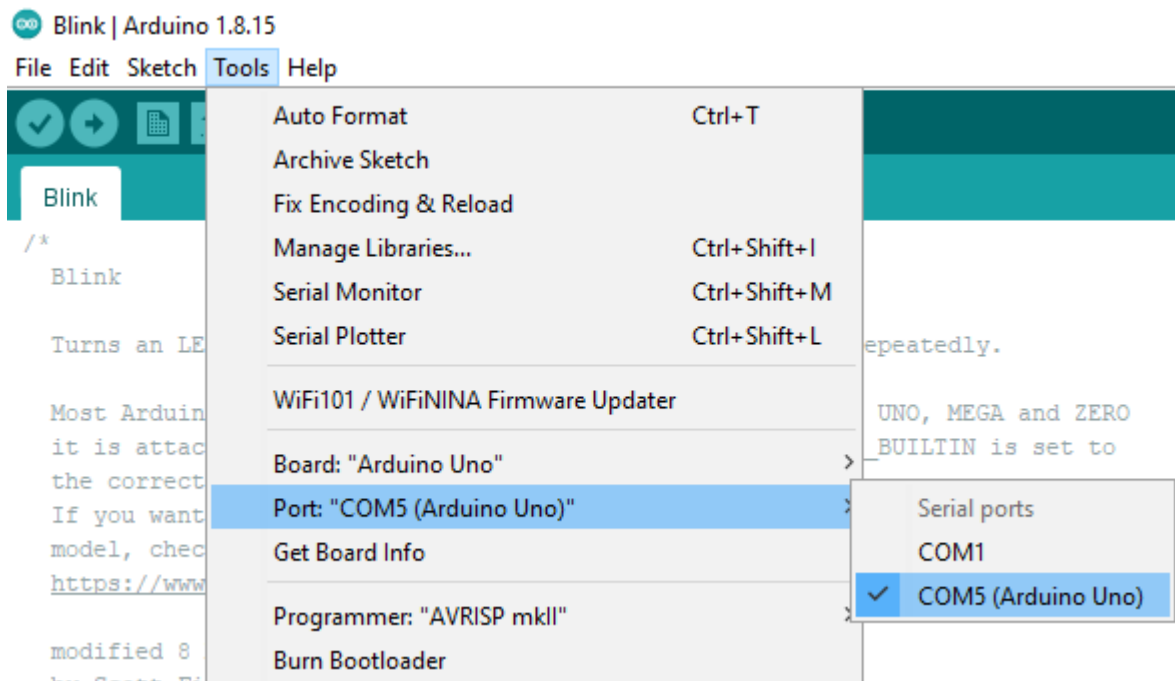 Blink | Arduino 1.8.15
File Edit Sketch Tools Help
Auto Format Ctrl+T
Archive Sketch
Fix Encoding & Reload
Manage Libraries... Ctrl+Shift+I
Serial Monitor Ctrl+Shift+M
Serial Plotter Ctrl+Shift+L
WiFi101 / WiFiNINA Firmware Updater
Board: "Arduino Uno"
Port: "COM5 (Arduino Uno)"
Get Board Info
Programmer: "AVRISP mkII"
Burn Bootloader
Serial ports
COM1
COM5 (Arduino Uno)
Blink
/*
Blink
Turns an LE epeatedly.
Most Arduin UNO, MEGA and ZERO
it is attac _BUILTIN is set to
the correct
If you want
model, chec
https://www
modified 8